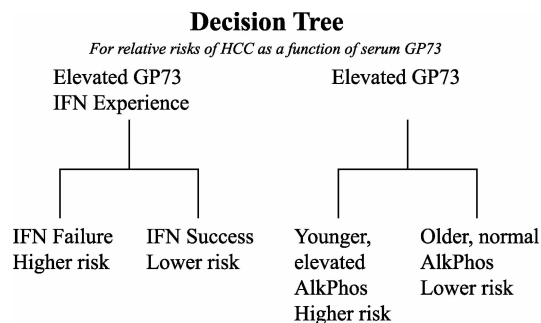 Decision Tree
For relative risks of HCC as a function of serum GP73
Elevated GP73
IFN Experience
Elevated GP73
IFN Failure
Higher risk
IFN Success
Lower risk
Younger,
elevated
AlkPhos
Higher risk
Older, normal
AlkPhos
Lower risk